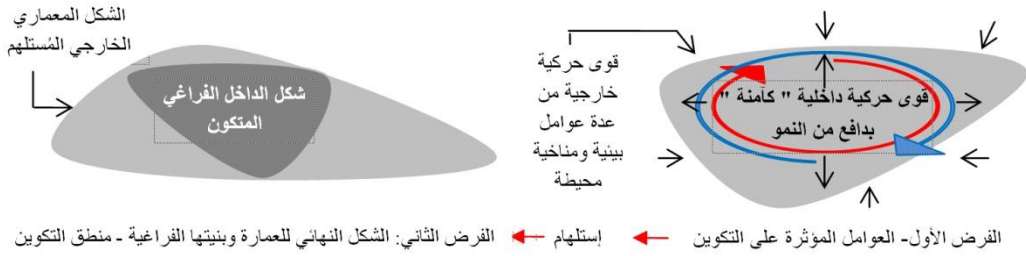 قوى حركية
خارجية من
عدة عوامل
بيئية ومناخية
محيطة
قوى حركية داخلية " كآمنة "
بدافع من النمو
الشكل المعماري
الخارجي المُستلهم
شكل الداخل الفراغي
المتكون
الفرض الأول- العوامل المؤثرة على التكوين إستلهام الفرض الثاني: الشكل النهائي للعمارة وبنيتها الفراغية - منطق التكوين